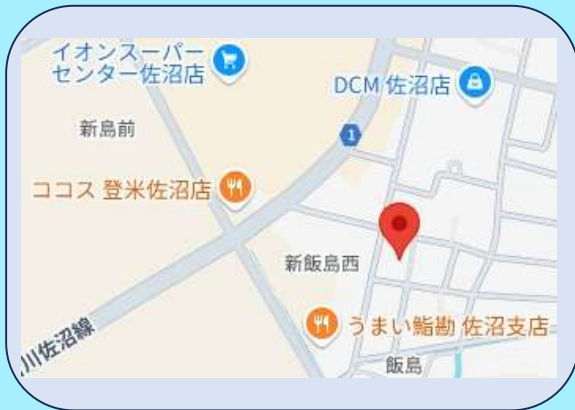 イオンスーパー
センター佐沼店
DCM 佐沼店
新島前
1
ココス 登米佐沼店
新飯島西
うまい鮨勘 佐沼支店
川佐沼線
飯島